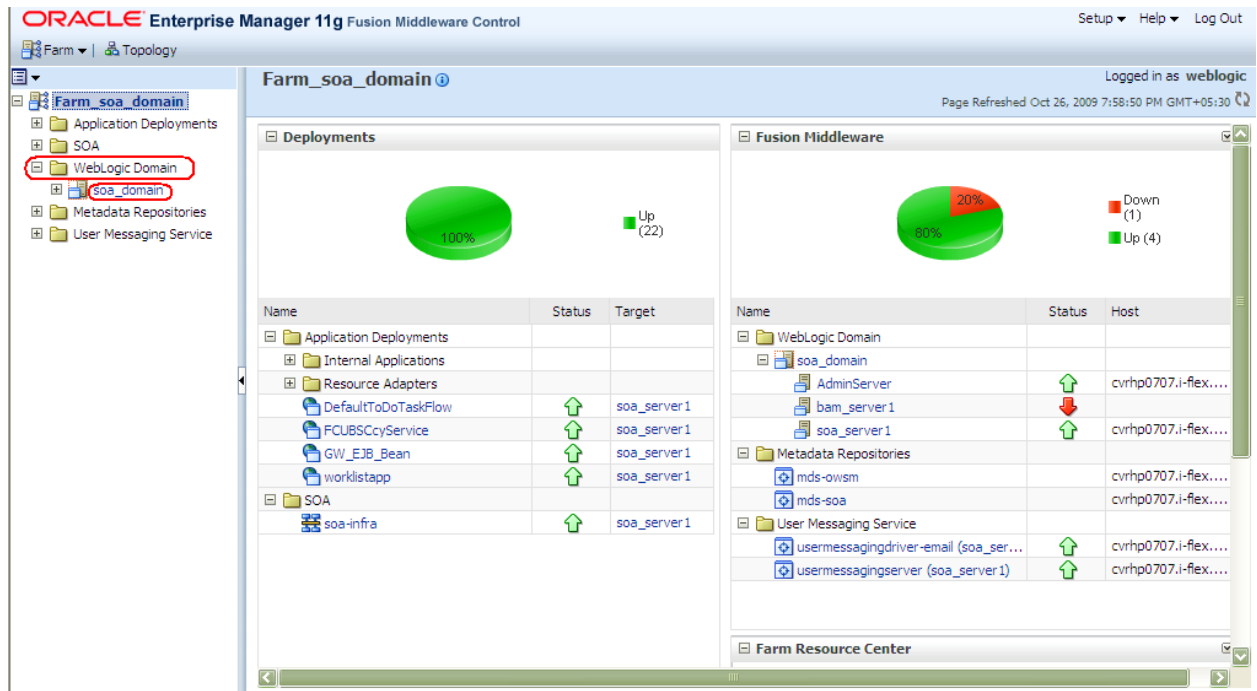 ORACLE Enterprise Manager 11g Fusion Middleware Control
Setup Help Log Out
Farm | Topology
Farm_soa_domain
Application Deployments
SOA
WebLogic Domain
soa_domain
Metadata Repositories
User Messaging Service
Farm_soa_domain
Logged in as weblogic
Page Refreshed Oct 26, 2009 7:58:50 PM GMT+05:30
Deployments
100%
Up
(22)
Name Status Target
Application Deployments
Internal Applications
Resource Adapters
DefaultToDoTaskFlow soa_server1
FCUBSCcyService soa_server1
GW_EJB_Bean soa_server1
worklistapp soa_server1
SOA
soa-infra soa_server1
Fusion Middleware
20%
80%
Down
(1)
Up (4)
Name Status Host
WebLogic Domain
soa_domain
AdminServer cvrhp0707.i-flex....
bam_server1
soa_server1 cvrhp0707.i-flex....
Metadata Repositories
mds-owsm cvrhp0707.i-flex....
mds-soa cvrhp0707.i-flex....
User Messaging Service
usermessagingdriver-email (soa_ser... cvrhp0707.i-flex....
usermessagingserver (soa_server1) cvrhp0707.i-flex....
Farm Resource Center